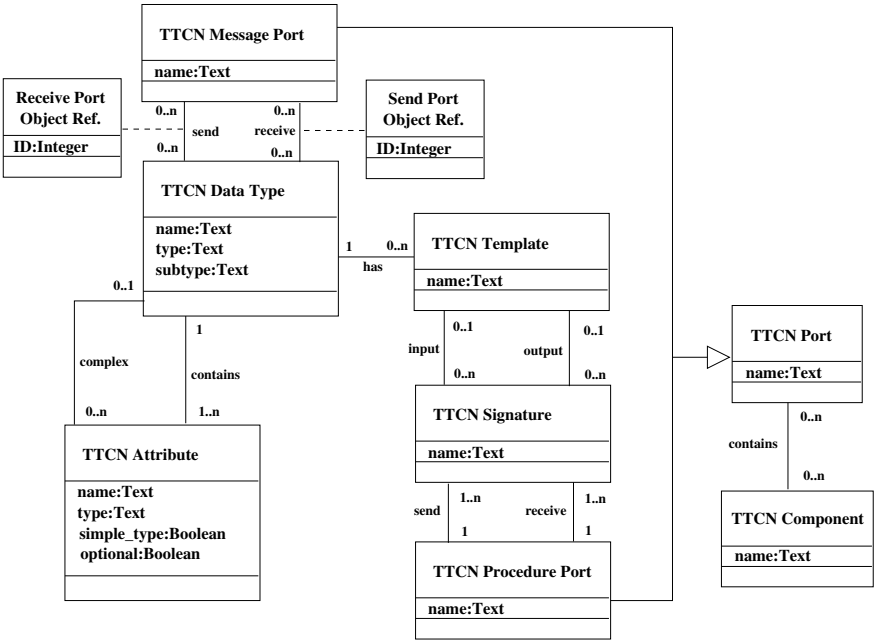 TTCN Message Port
name:Text
Receive Port
Object Ref.
ID:Integer
Send Port
Object Ref.
ID:Integer
0..n
0..n
send
receive
0..n
0..n
TTCN Data Type
name:Text
type:Text
subtype:Text
1
0..n
has
TTCN Template
name:Text
0..1
1
complex
contains
0..n
1..n
TTCN Attribute
name:Text
type:Text
simple_type:Boolean
optional:Boolean
0..1
0..1
input
output
0..n
0..n
TTCN Signature
name:Text
1..n
1..n
send
receive
1
1
TTCN Procedure Port
name:Text
TTCN Port
name:Text
0..n
contains
0..n
TTCN Component
name:Text